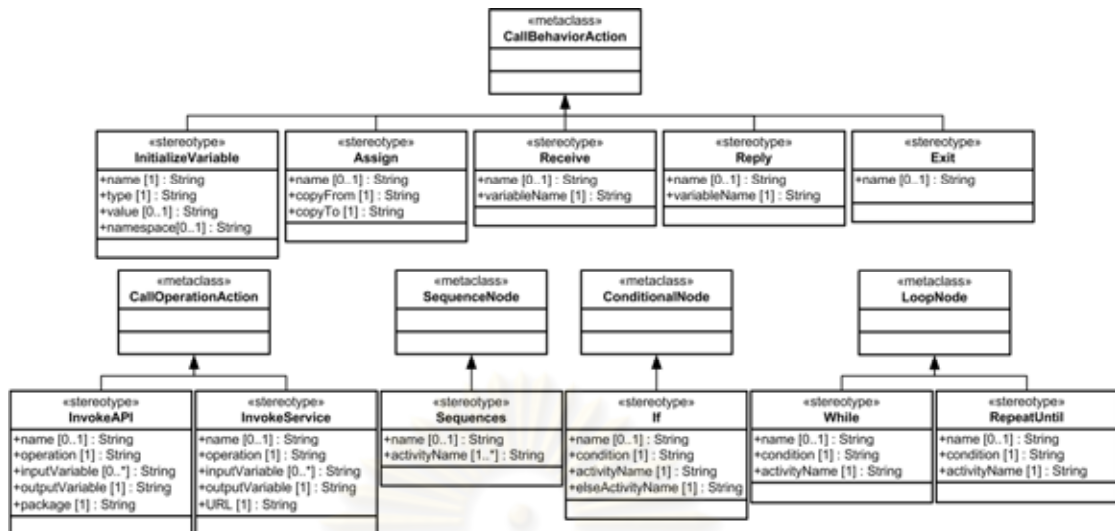 «metaclass»
CallBehaviorAction
«stereotype»
InitializeVariable
+name [1] : String
+type [1] : String
+value [0..1] : String
+namespace[0..1] : String
«stereotype»
Assign
+name [0..1] : String
+copyFrom [1] : String
+copyTo [1] : String
«stereotype»
Receive
+name [0..1] : String
+variableName [1] : String
«stereotype»
Reply
+name [0..1] : String
+variableName [1] : String
«stereotype»
Exit
+name [0..1] : String
«metaclass»
CallOperationAction
«metaclass»
SequenceNode
«metaclass»
ConditionalNode
«metaclass»
LoopNode
«stereotype»
InvokeAPI
+name [0..1] : String
+operation [1] : String
+inputVariable [0..*] : String
+outputVariable [1] : String
+package [1] : String
«stereotype»
InvokeService
+name [0..1] : String
+operation [1] : String
+inputVariable [0..*] : String
+outputVariable [1] : String
+URL [1] : String
«stereotype»
Sequences
+name [0..1] : String
+activityName [1..*] : String
«stereotype»
If
+name [0..1] : String
+condition [1] : String
+activityName [1] : String
+elseActivityName [1] : String
«stereotype»
While
+name [0..1] : String
+condition [1] : String
+activityName [1] : String
«stereotype»
RepeatUntil
+name [0..1] : String
+condition [1] : String
+activityName [1] : String